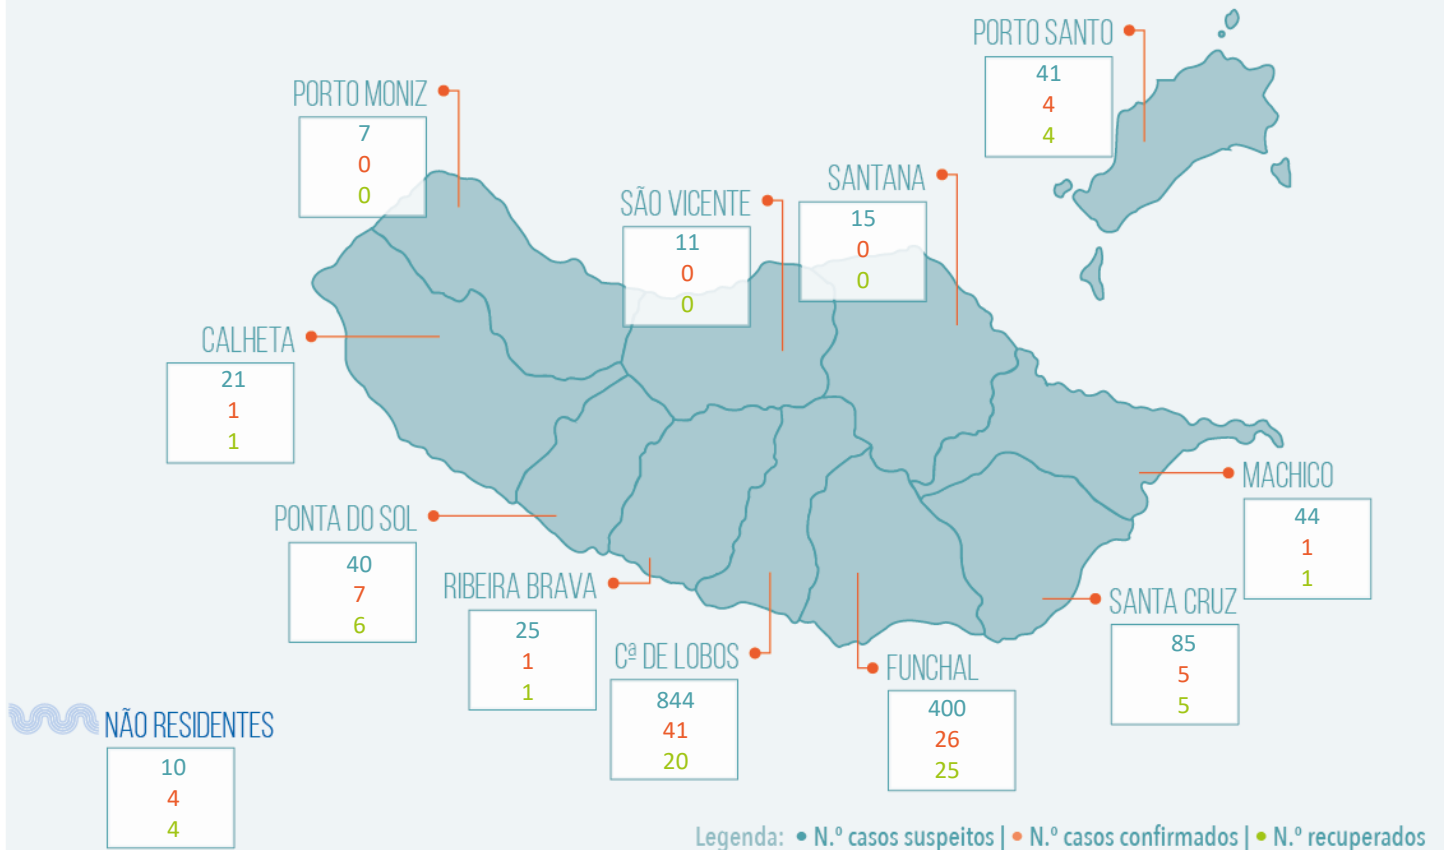 PORTO SANTO
41
4
4
PORTO MONIZ
7
0
0
SANTANA
15
0
0
SÃO VICENTE
11
0
0
CALHETA
21
1
1
MACHICO
44
1
1
PONTA DO SOL
40
7
6
RIBEIRA BRAVA
25
1
1
SANTA CRUZ
85
5
5
Cª DE LOBOS
844
41
20
FUNCHAL
400
26
25
NÃO RESIDENTES
10
4
4
Legenda: • N.º casos suspeitos | • N.º casos confirmados | • N.º recuperados